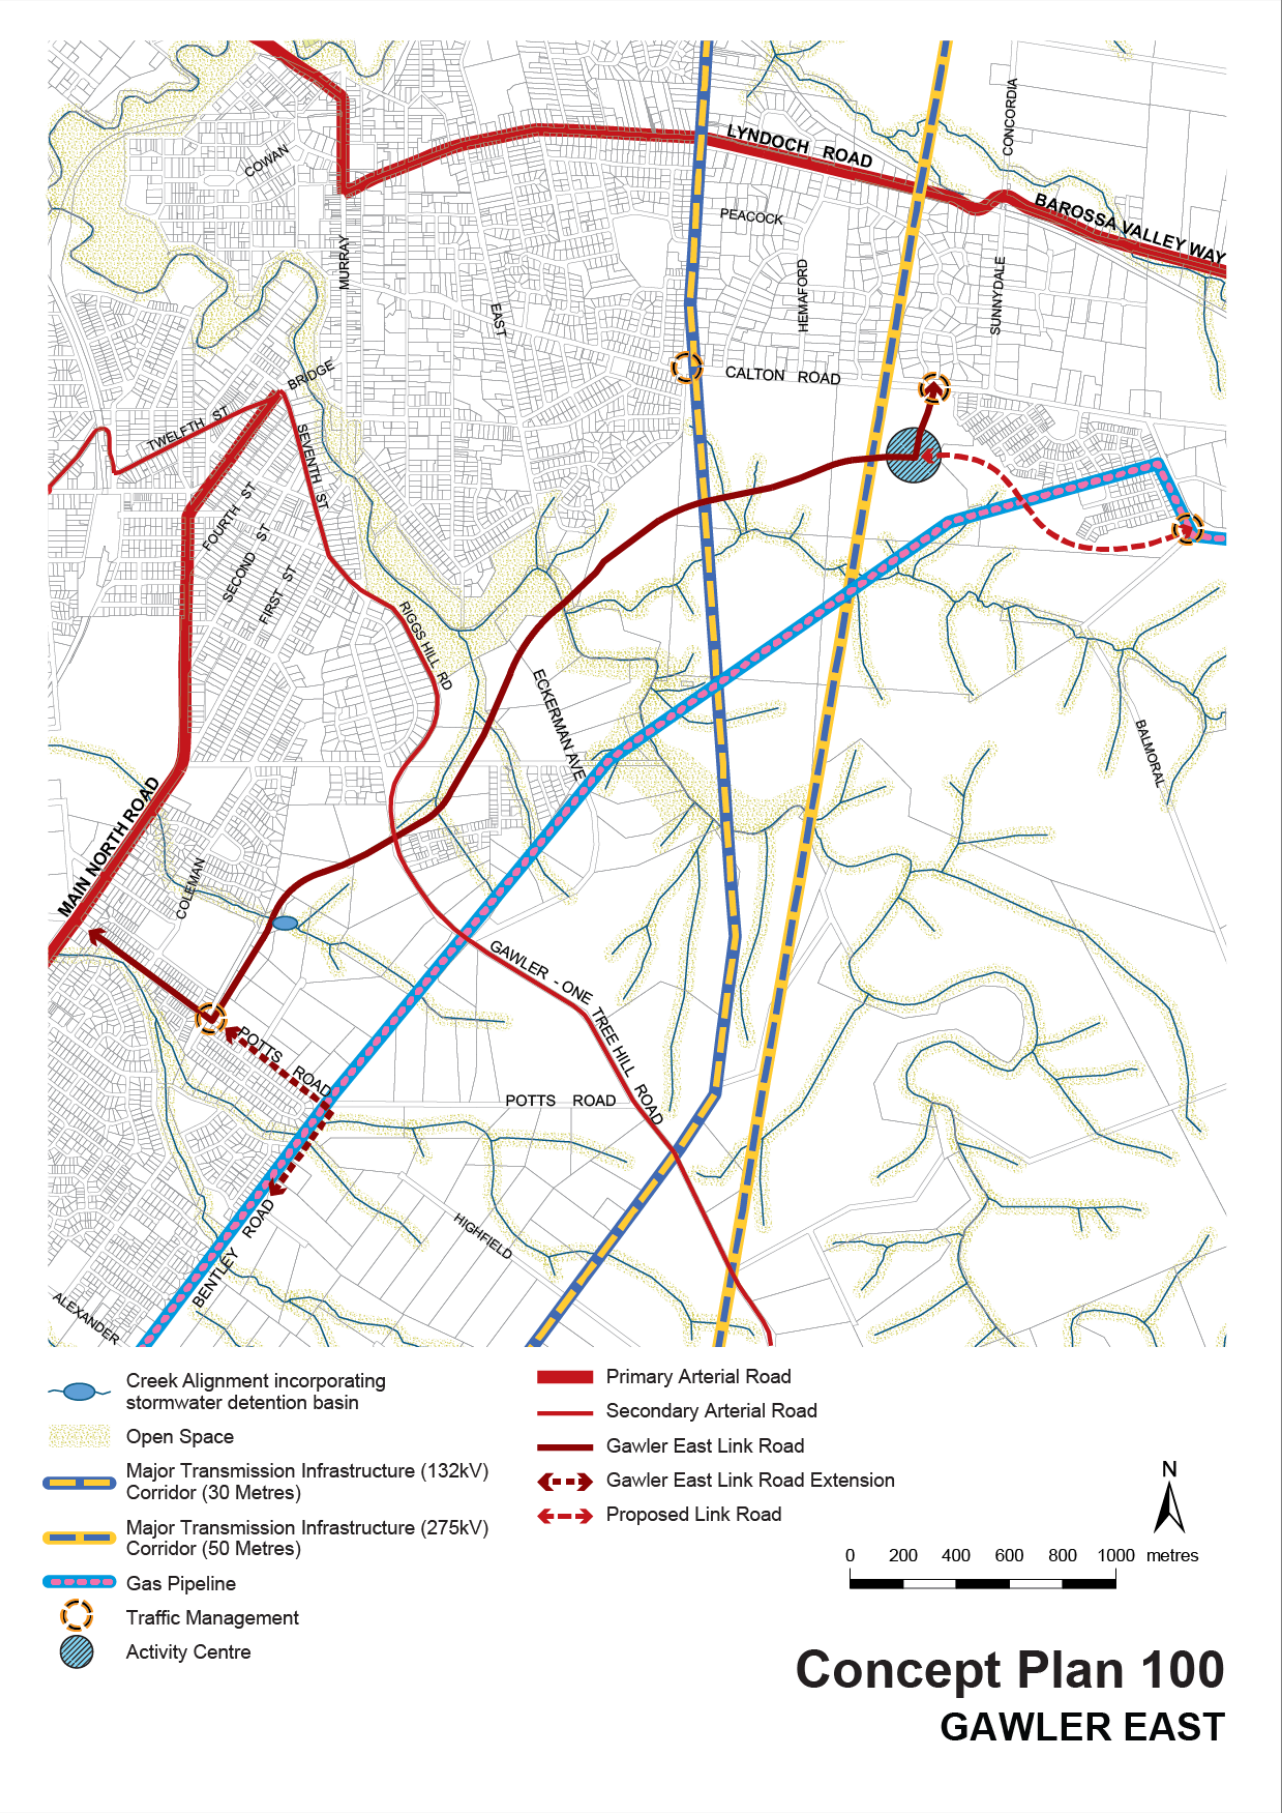 CONCORDIA
LYNDOCH ROAD
COWAN
BAROSSA VALLEY WAY
PEACOCK
MURRAY
HEMAFORD
SUNNYDALE
EAST
CALTON ROAD
BRIDGE
TWELFTH ST
SEVENTH ST
FOURTH ST
SECOND ST
FIRST ST
RIGGS HILL RD
ECKERMAN AVE
BALMORAL
MAIN NORTH ROAD
COLEMAN
GAWLER - ONE TREE HILL ROAD
POTTS ROAD
POTTS ROAD
BENTLEY ROAD
HIGHFIELD
ALEXANDER
Creek Alignment incorporating
stormwater detention basin
Open Space
Major Transmission Infrastructure (132kV)
Corridor (30 Metres)
Major Transmission Infrastructure (275kV)
Corridor (50 Metres)
Gas Pipeline
Traffic Management
Activity Centre
Primary Arterial Road
Secondary Arterial Road
Gawler East Link Road
Gawler East Link Road Extension
Proposed Link Road
N
0 200 400 600 800 1000 metres
Concept Plan 100
GAWLER EAST